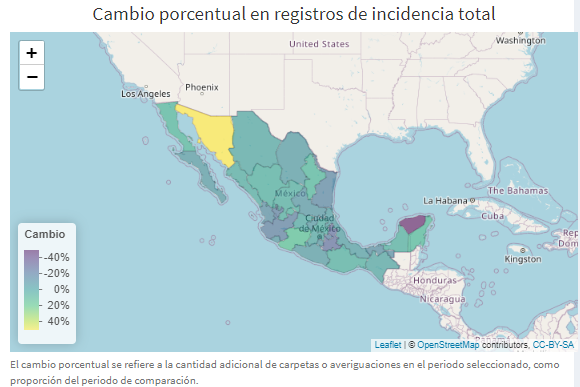 Cambio porcentual en registros de incidencia total
+
−
United States
Washington
Los Angeles
Phoenix
México
Ciudad
de México
La Habana
Cuba
The Bahamas
Kingston
Honduras
Nicaragua
Cambio
-40%
-20%
0%
20%
40%
Leaflet | © OpenStreetMap contributors, CC-BY-SA
El cambio porcentual se refiere a la cantidad adicional de carpetas o averiguaciones en el periodo seleccionado, como
proporción del periodo de comparación.